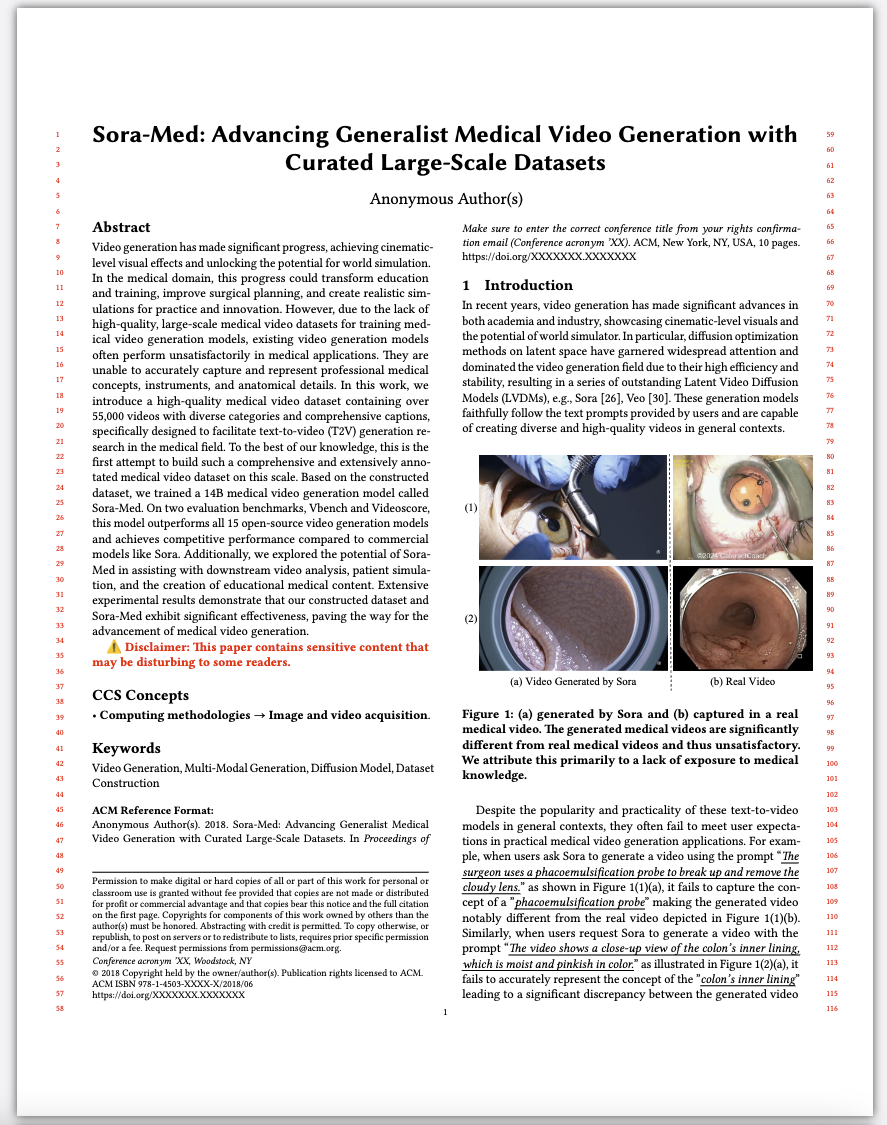 Sora-Med: Advancing Generalist Medical Video Generation with
Curated Large-Scale Datasets
Anonymous Author(s)
Abstract
Video generation has made significant progress, achieving cinematic-
level visual effects and unlocking the potential for world simulation.
In the medical domain, this progress could transform education
and training, improve surgical planning, and create realistic sim-
ulations for practice and innovation. However, due to the lack of
high-quality, large-scale medical video datasets for training med-
ical video generation models, existing video generation models
often perform unsatisfactorily in medical applications. They are
unable to accurately capture and represent professional medical
concepts, instruments, and anatomical details. In this work, we
introduce a high-quality medical video dataset containing over
55,000 videos with diverse categories and comprehensive captions,
specifically designed to facilitate text-to-video (T2V) generation re-
search in the medical field. To the best of our knowledge, this is the
first attempt to build such a comprehensive and extensively anno-
tated medical video dataset on this scale. Based on the constructed
dataset, we trained a 14B medical video generation model called
Sora-Med. On two evaluation benchmarks, Vbench and Videoscore,
this model outperforms all 15 open-source video generation models
and achieves competitive performance compared to commercial
models like Sora. Additionally, we explored the potential of Sora-
Med in assisting with downstream video analysis, patient simula-
tion, and the creation of educational medical content. Extensive
experimental results demonstrate that our constructed dataset and
Sora-Med exhibit significant effectiveness, paving the way for the
advancement of medical video generation.
⚠️ Disclaimer: This paper contains sensitive content that
may be disturbing to some readers.
CCS Concepts
• Computing methodologies → Image and video acquisition.
Keywords
Video Generation, Multi-Modal Generation, Diffusion Model, Dataset
Construction
ACM Reference Format:
Anonymous Author(s). 2018. Sora-Med: Advancing Generalist Medical
Video Generation with Curated Large-Scale Datasets. In Proceedings of
Permission to make digital or hard copies of all or part of this work for personal or
classroom use is granted without fee provided that copies are not made or distributed
for profit or commercial advantage and that copies bear this notice and the full citation
on the first page. Copyrights for components of this work owned by others than the
author(s) must be honored. Abstracting with credit is permitted. To copy otherwise, or
republish, to post on servers or to redistribute to lists, requires prior specific permission
and/or a fee. Request permissions from permissions@acm.org.
Conference acronym 'XX, Woodstock, NY
© 2018 Copyright held by the owner/author(s). Publication rights licensed to ACM.
ACM ISBN 978-1-4503-XXXX-X/2018/06
https://doi.org/XXXXXXX.XXXXXXX
Make sure to enter the correct conference title from your rights confirma-
tion email (Conference acronym 'XX). ACM, New York, NY, USA, 10 pages.
https://doi.org/XXXXXXX.XXXXXXX
1 Introduction
In recent years, video generation has made significant advances in
both academia and industry, showcasing cinematic-level visuals and
the potential of world simulator. In particular, diffusion optimization
methods on latent space have garnered widespread attention and
dominated the video generation field due to their high efficiency and
stability, resulting in a series of outstanding Latent Video Diffusion
Models (LVDMs), e.g., Sora [26], Veo [30]. These generation models
faithfully follow the text prompts provided by users and are capable
of creating diverse and high-quality videos in general contexts.
(1)
©2024 CataractCoach
(2)
(a) Video Generated by Sora
(b) Real Video
Figure 1: (a) generated by Sora and (b) captured in a real
medical video. The generated medical videos are significantly
different from real medical videos and thus unsatisfactory.
We attribute this primarily to a lack of exposure to medical
knowledge.
Despite the popularity and practicality of these text-to-video
models in general contexts, they often fail to meet user expecta-
tions in practical medical video generation applications. For exam-
ple, when users ask Sora to generate a video using the prompt “The
surgeon uses a phacoemulsification probe to break up and remove the
cloudy lens.” as shown in Figure 1(1)(a), it fails to capture the con-
cept of a "phacoemulsification probe" making the generated video
notably different from the real video depicted in Figure 1(1)(b).
Similarly, when users request Sora to generate a video with the
prompt “The video shows a close-up view of the colon's inner lining,
which is moist and pinkish in color.” as illustrated in Figure 1(2)(a), it
fails to accurately represent the concept of the "colon's inner lining"
leading to a significant discrepancy between the generated video
1
1
2
3
4
5
6
7
8
9
10
11
12
13
14
15
16
17
18
19
20
21
22
23
24
25
26
27
28
29
30
31
32
33
34
35
36
37
38
39
40
41
42
43
44
45
46
47
48
49
50
51
52
53
54
55
56
57
58
59
60
61
62
63
64
65
66
67
68
69
70
71
72
73
74
75
76
77
78
79
80
81
82
83
84
85
86
87
88
89
90
91
92
93
94
95
96
97
98
99
100
101
102
103
104
105
106
107
108
109
110
111
112
113
114
115
116